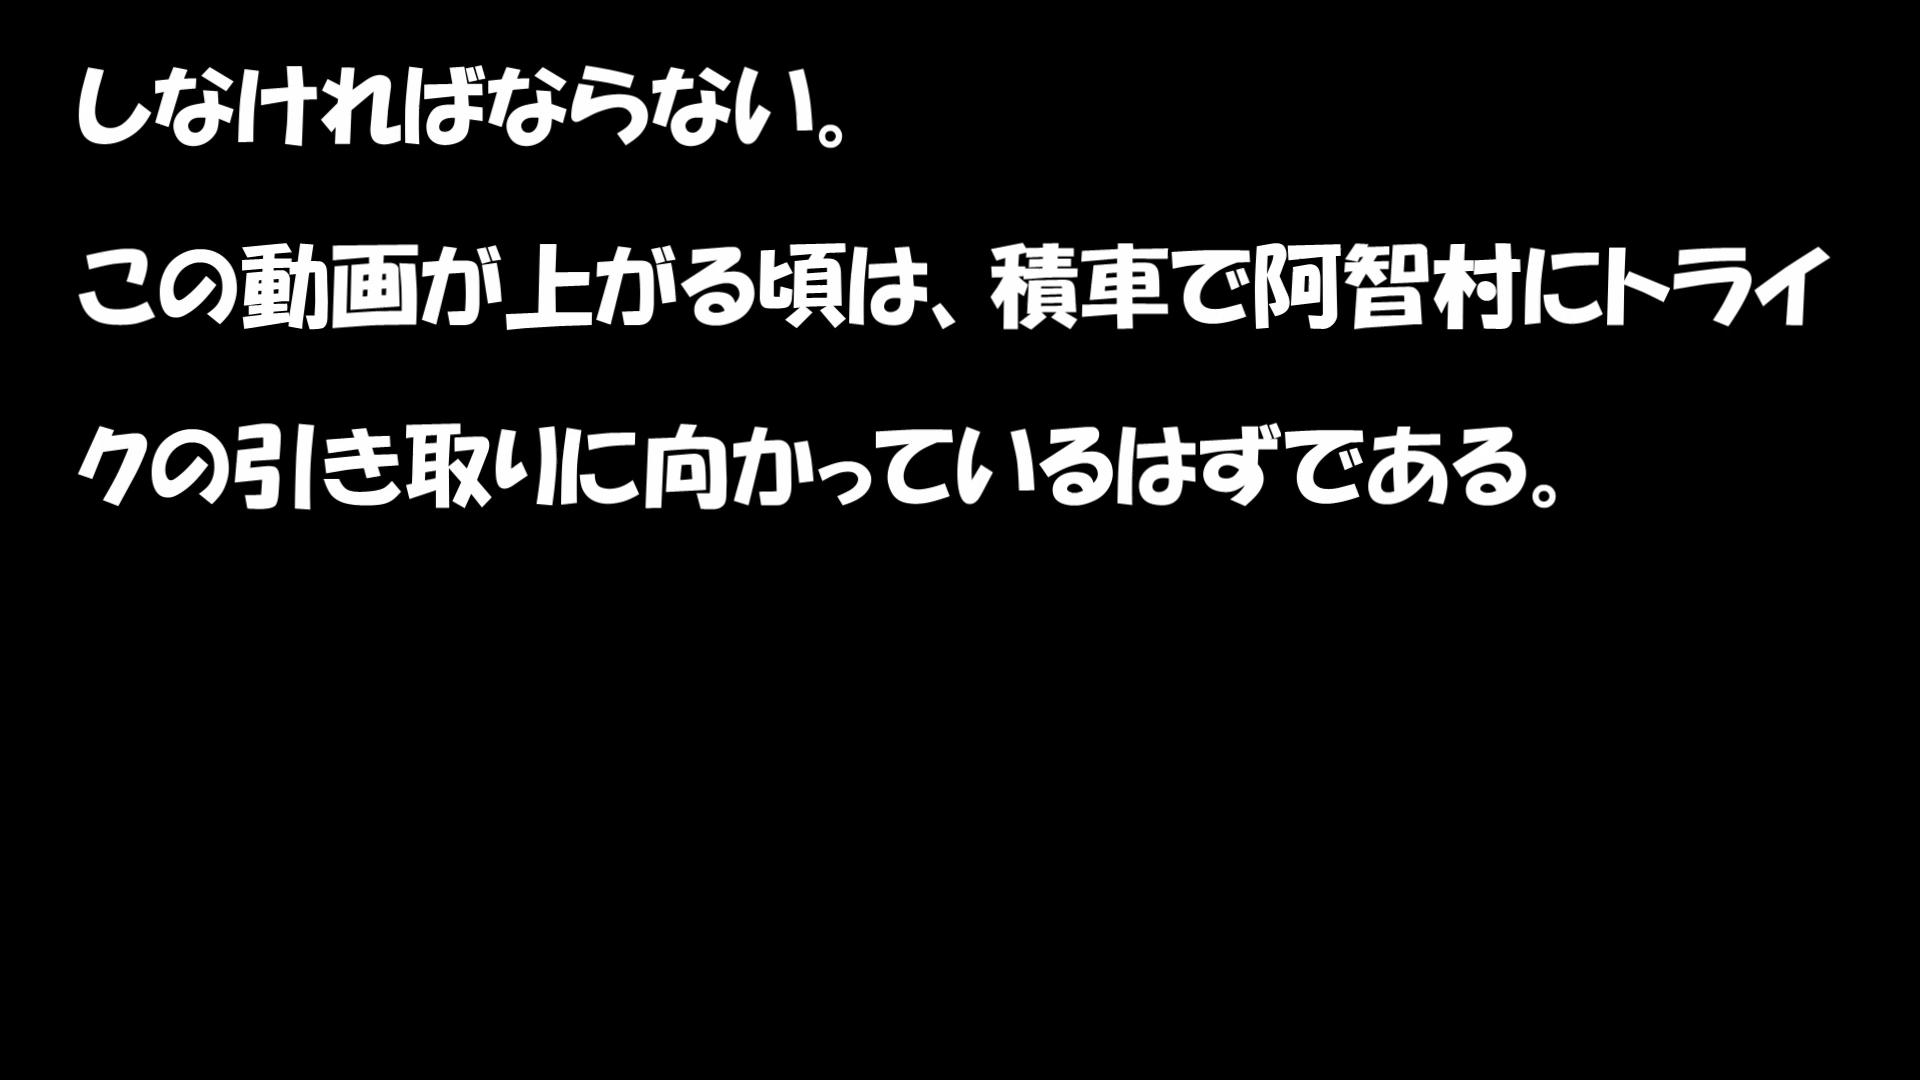 しなければならない。
この動画が上がる頃は、積車で阿智村にトライ
クの引き取りに向かっているはずである。